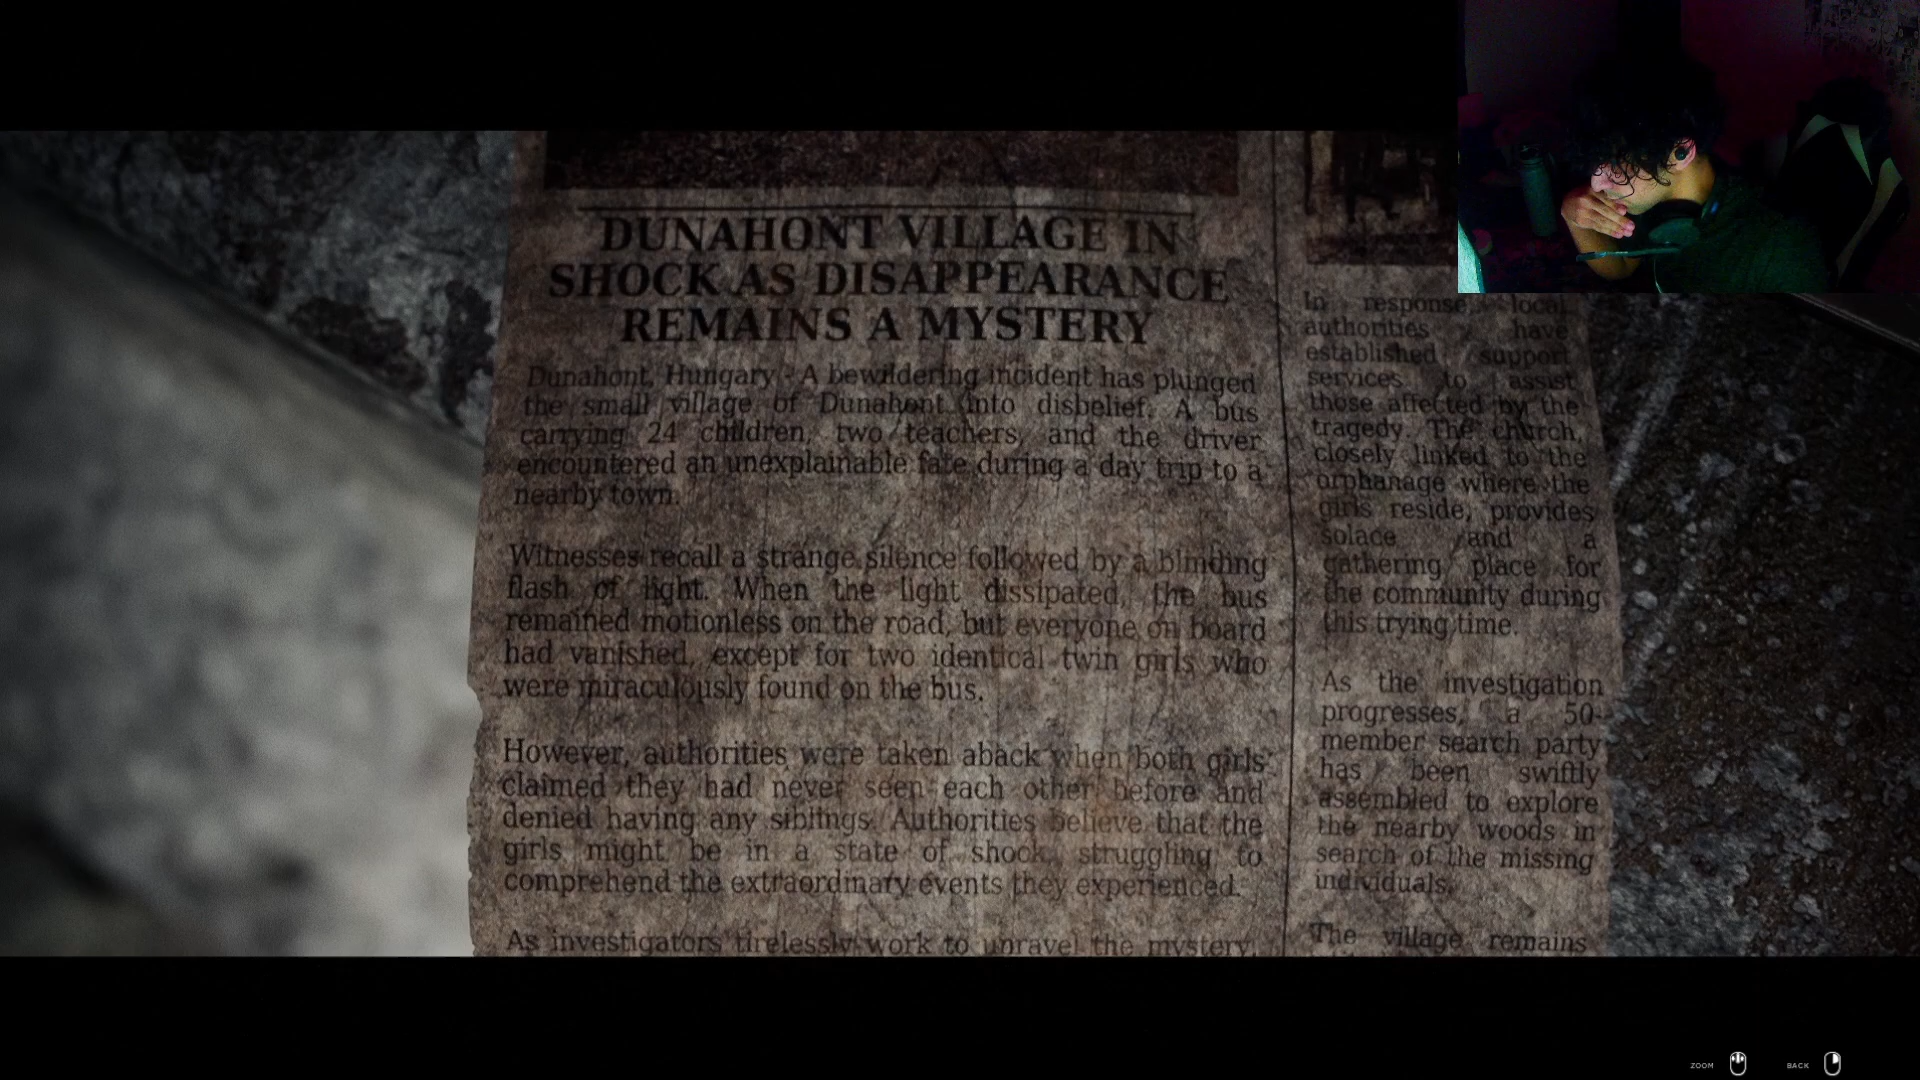 DUNAHONT VILLAGE IN
SHOCK AS DISAPPEARANCE
REMAINS A MYSTERY
Dunahont, Hungary - A bewildering incident has plunged
the small village of Dunahont into disbelief. A bus
carrying 24 children, two teachers, and the driver
encountered an unexplainable fate during a day trip to a
nearby town.
Witnesses recall a strange silence followed by a blinding
flash of light. When the light dissipated, the bus
remained motionless on the road, but everyone on board
had vanished, except for two identical twin girls who
were miraculously found on the bus.
However, authorities were taken aback when both girls
claimed they had never seen each other before and
denied having any siblings. Authorities believe that the
girls might be in a state of shock, struggling to
comprehend the extraordinary events they experienced.
As investigators tirelessly work to unravel the mystery,
In response, local
authorities have
established support
services to assist
those affected by the
tragedy. The church,
closely linked to the
orphanage where the
girls reside, provides
solace and a
gathering place for
the community during
this trying time.
As the investigation
progresses, a 50-
member search party
has been swiftly
assembled to explore
the nearby woods in
search of the missing
individuals.
The village remains
ZOOM
BACK